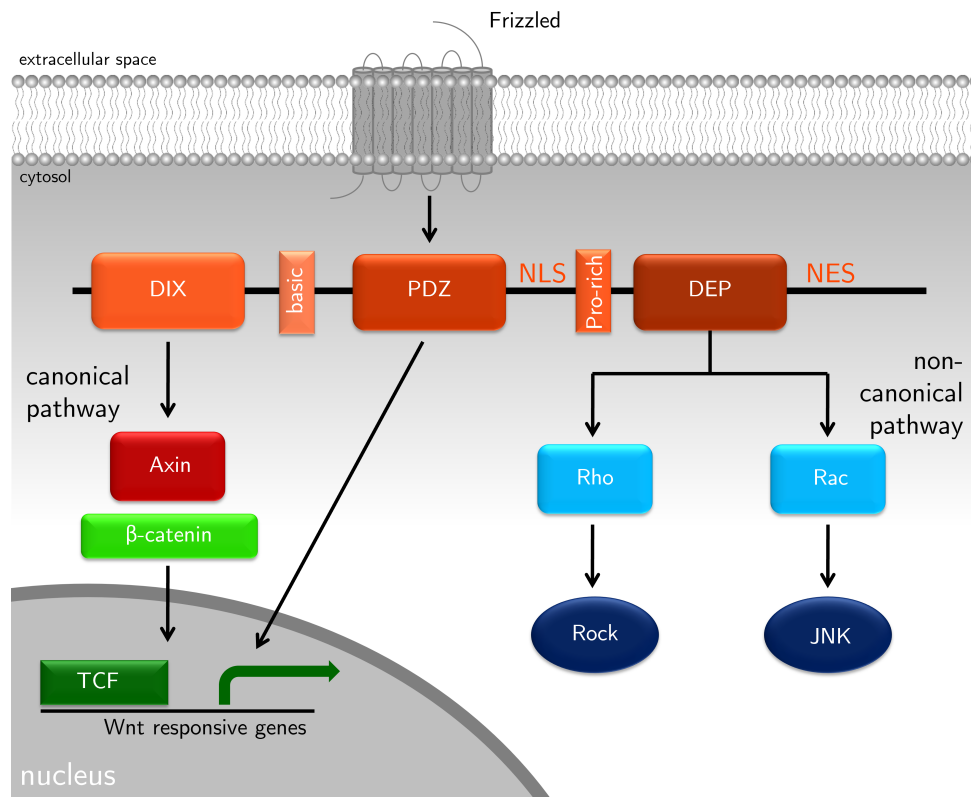 Frizzled
extracellular space
cytosol
DIX
basic
PDZ
NLS
Pro-rich
DEP
NES
canonical
pathway
non-
canonical
pathway
Axin
β-catenin
Rho
Rac
Rock
JNK
TCF
Wnt responsive genes
nucleus